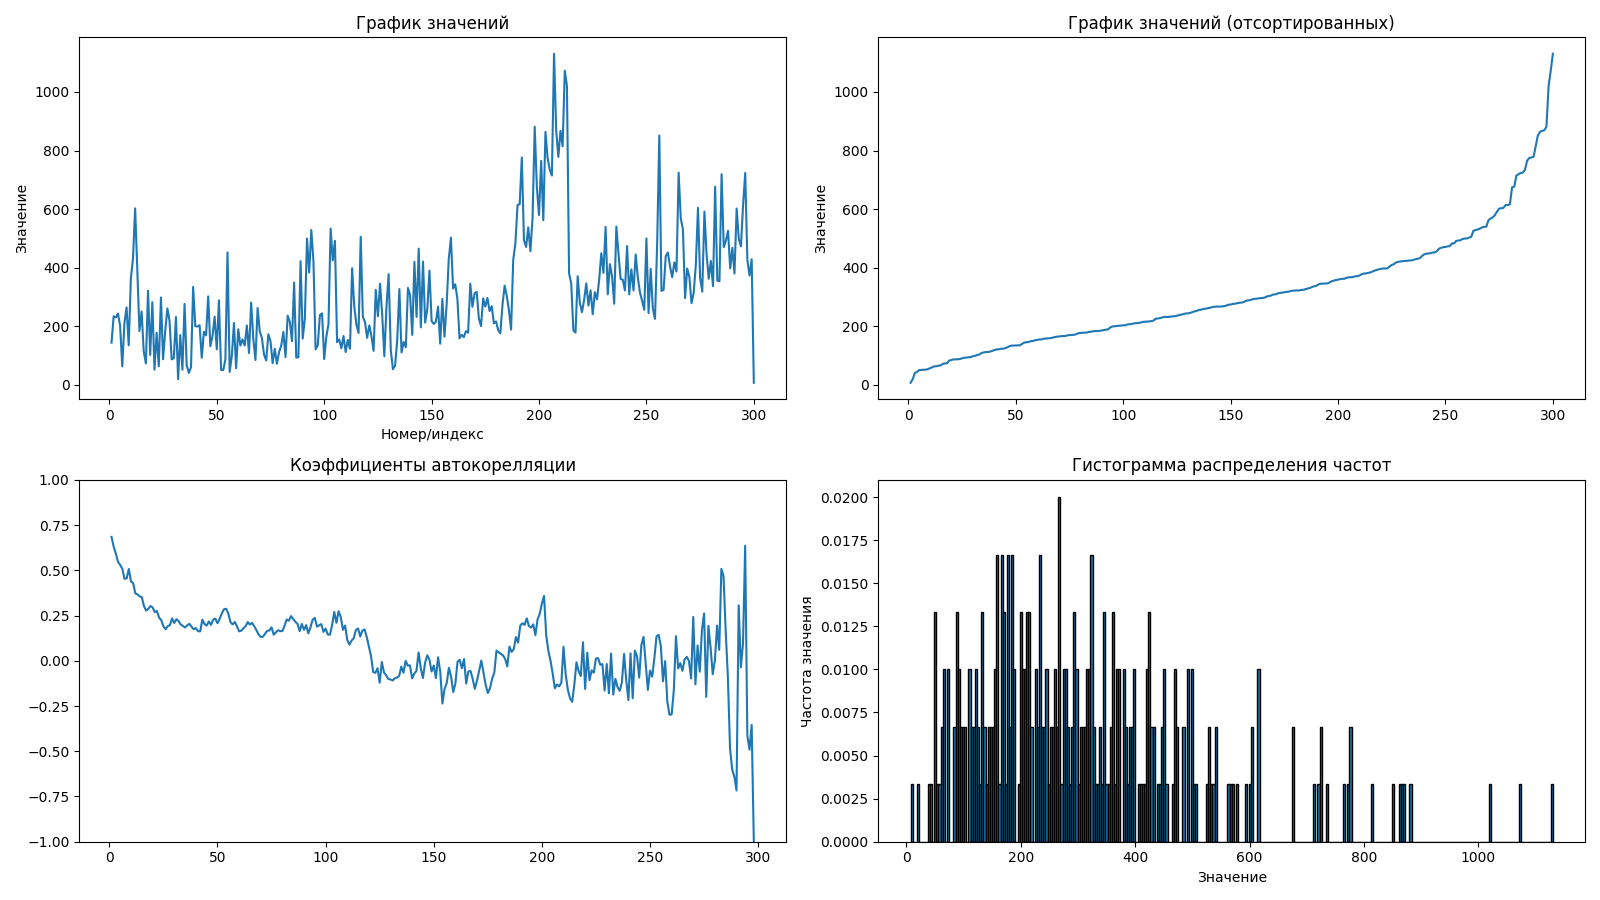 График значений
Значение
1000
800
600
400
200
0
0 50 100 150 200 250 300
Номер/индекс
График значений (отсортированных)
Значение
1000
800
600
400
200
0
0 50 100 150 200 250 300
Коэффициенты автокорелляции
1.00
0.75
0.50
0.25
0.00
−0.25
−0.50
−0.75
−1.00
0 50 100 150 200 250 300
Гистограмма распределения частот
Частота значения
0.0200
0.0175
0.0150
0.0125
0.0100
0.0075
0.0050
0.0025
0.0000
0 200 400 600 800 1000
Значение